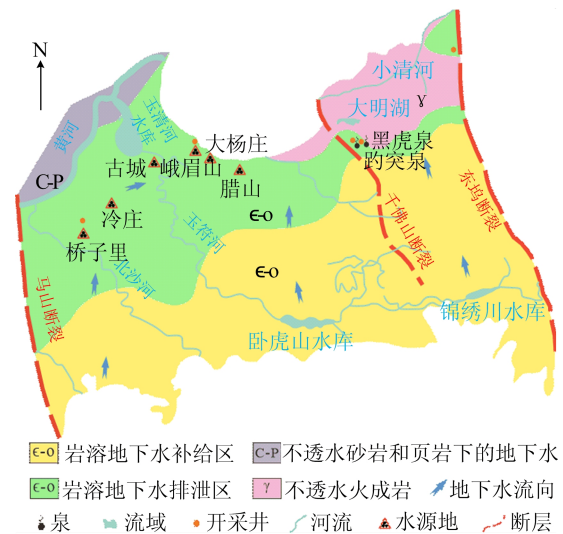 N
小清河
大明湖
γ
玉清河
水库
黄河
大杨庄
黑虎泉
趵突泉
古城
峨眉山
腊山
C-P
冷庄
桥子里
玉符河
北沙河
ϵ-o
ϵ-o
千佛山断裂
东坞断裂
马山断裂
锦绣川水库
卧虎山水库
ϵ-o 岩溶地下水补给区 C-P 不透水砂岩和页岩下的地下水
ϵ-o 岩溶地下水排泄区 γ 不透水火成岩 地下水流向
泉 流域 开采井 河流 水源地 断层